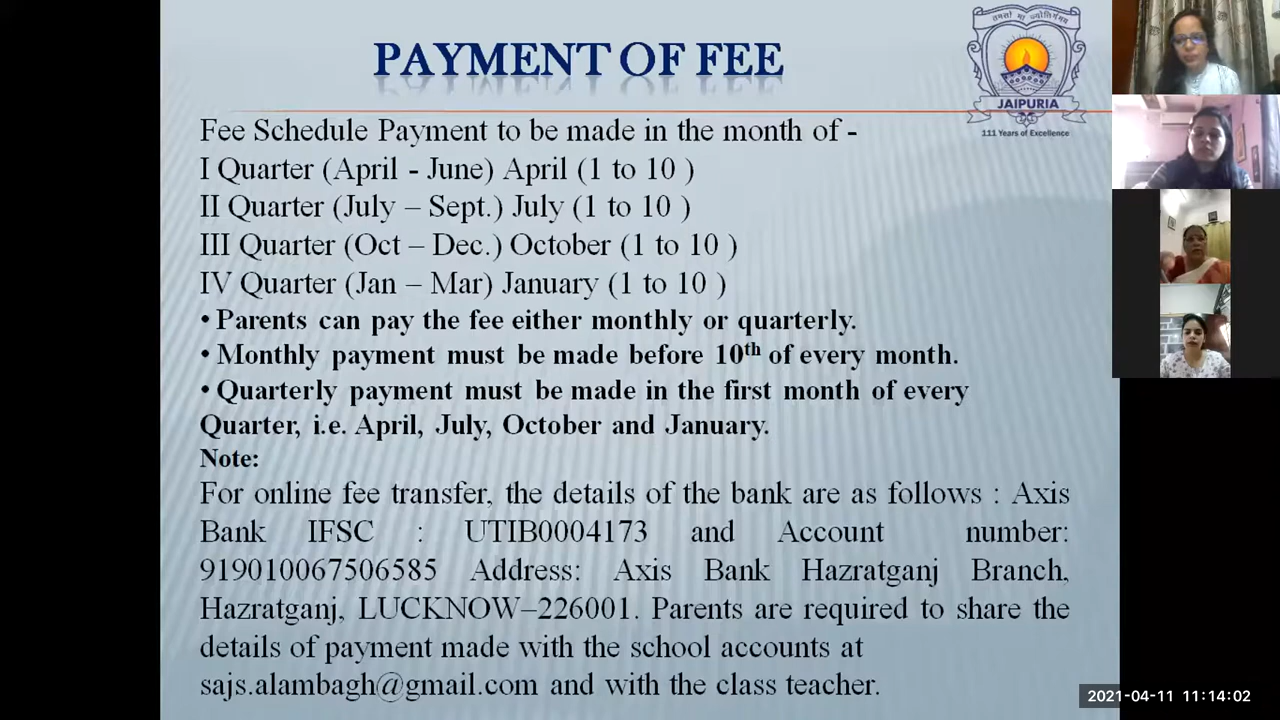 PAYMENT OF FEE
तमसो मा ज्योतिर्गमय
JAIPURIA
111 Years of Excellence
Fee Schedule Payment to be made in the month of -
I Quarter (April - June) April (1 to 10 )
II Quarter (July – Sept.) July (1 to 10 )
III Quarter (Oct – Dec.) October (1 to 10 )
IV Quarter (Jan – Mar) January (1 to 10 )
• Parents can pay the fee either monthly or quarterly.
• Monthly payment must be made before 10th of every month.
• Quarterly payment must be made in the first month of every
Quarter, i.e. April, July, October and January.
Note:
For online fee transfer, the details of the bank are as follows : Axis
Bank IFSC : UTIB0004173 and Account number:
919010067506585 Address: Axis Bank Hazratganj Branch,
Hazratganj, LUCKNOW–226001. Parents are required to share the
details of payment made with the school accounts at
sajs.alambagh@gmail.com and with the class teacher.
2021-04-11 11:14:02